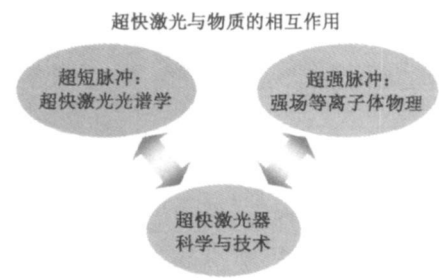 超快激光与物质的相互作用
超短脉冲：
超快激光光谱学
超强脉冲：
强场等离子体物理
超快激光器
科学与技术